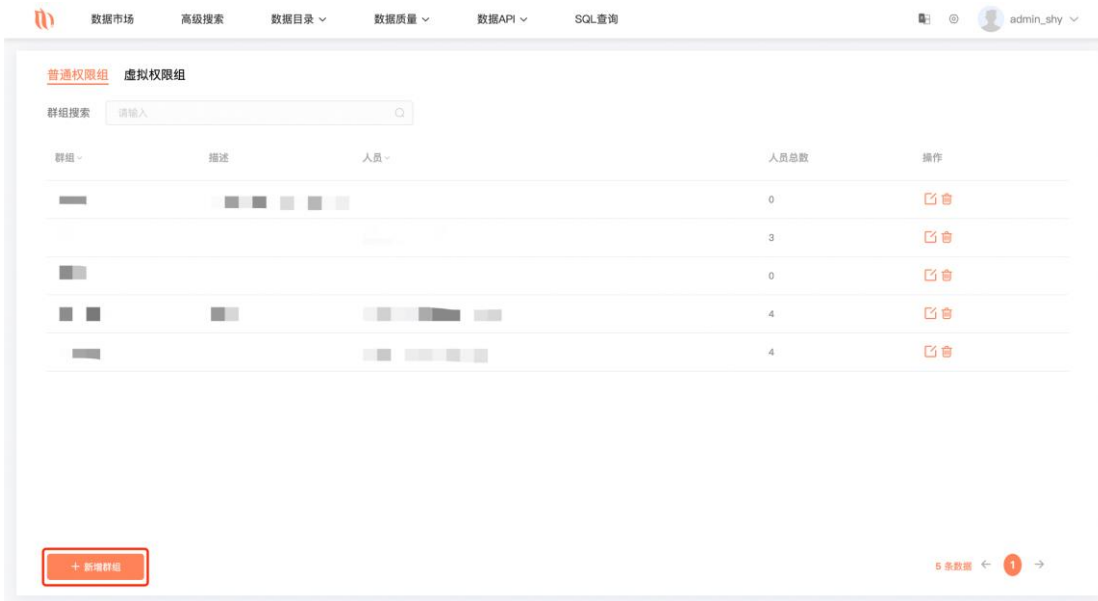 数据市场 高级搜索 数据目录 数据质量 数据API SQL查询 admin_shy
普通权限组 虚拟权限组
群组搜索 请输入
群组 描述 人员 人员总数 操作
0
3
0
4
4
+ 新增群组 5 条数据 ← 1 →